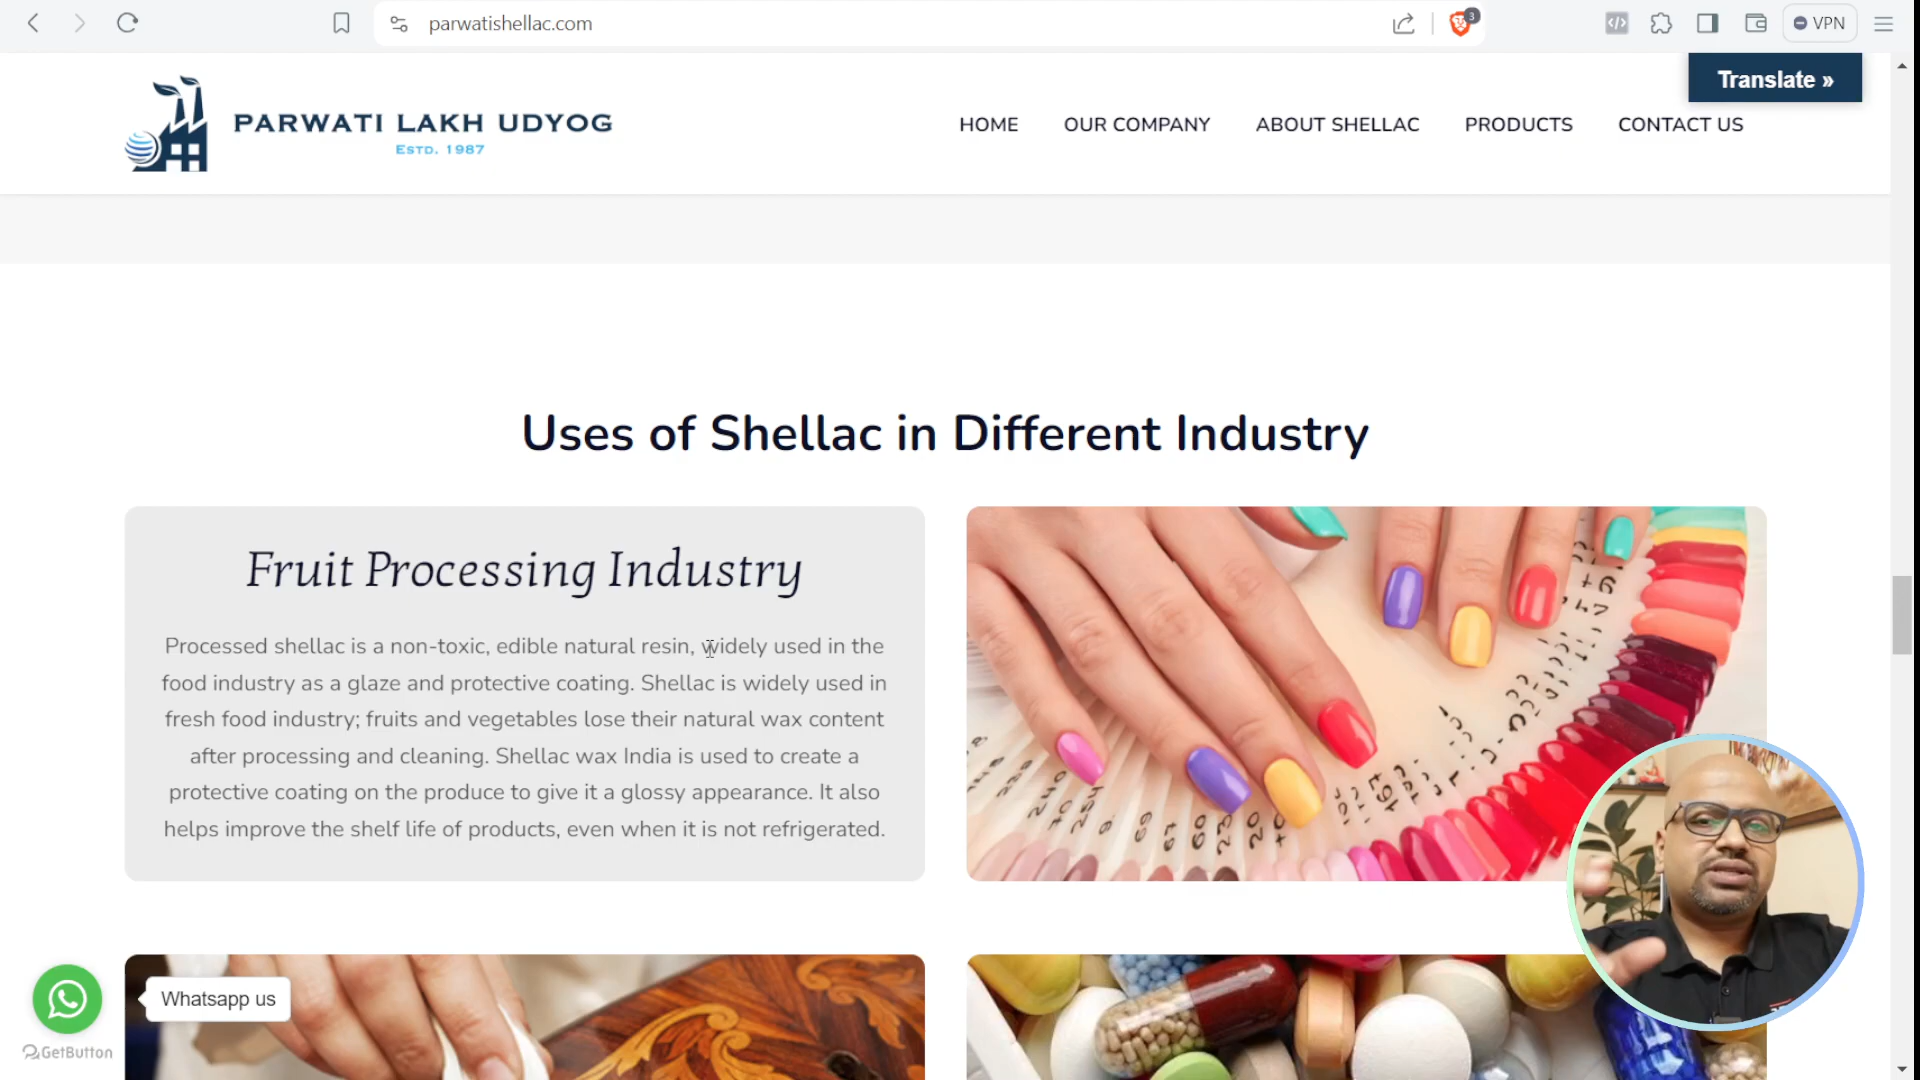 parwatishellac.com
3
VPN
Translate »
PARWATI LAKH UDYOG
ESTD. 1987
HOME
OUR COMPANY
ABOUT SHELLAC
PRODUCTS
CONTACT US
Uses of Shellac in Different Industry
Fruit Processing Industry
Processed shellac is a non-toxic, edible natural resin, widely used in the
food industry as a glaze and protective coating. Shellac is widely used in
fresh food industry; fruits and vegetables lose their natural wax content
after processing and cleaning. Shellac wax India is used to create a
protective coating on the produce to give it a glossy appearance. It also
helps improve the shelf life of products, even when it is not refrigerated.
Whatsapp us
GetButton